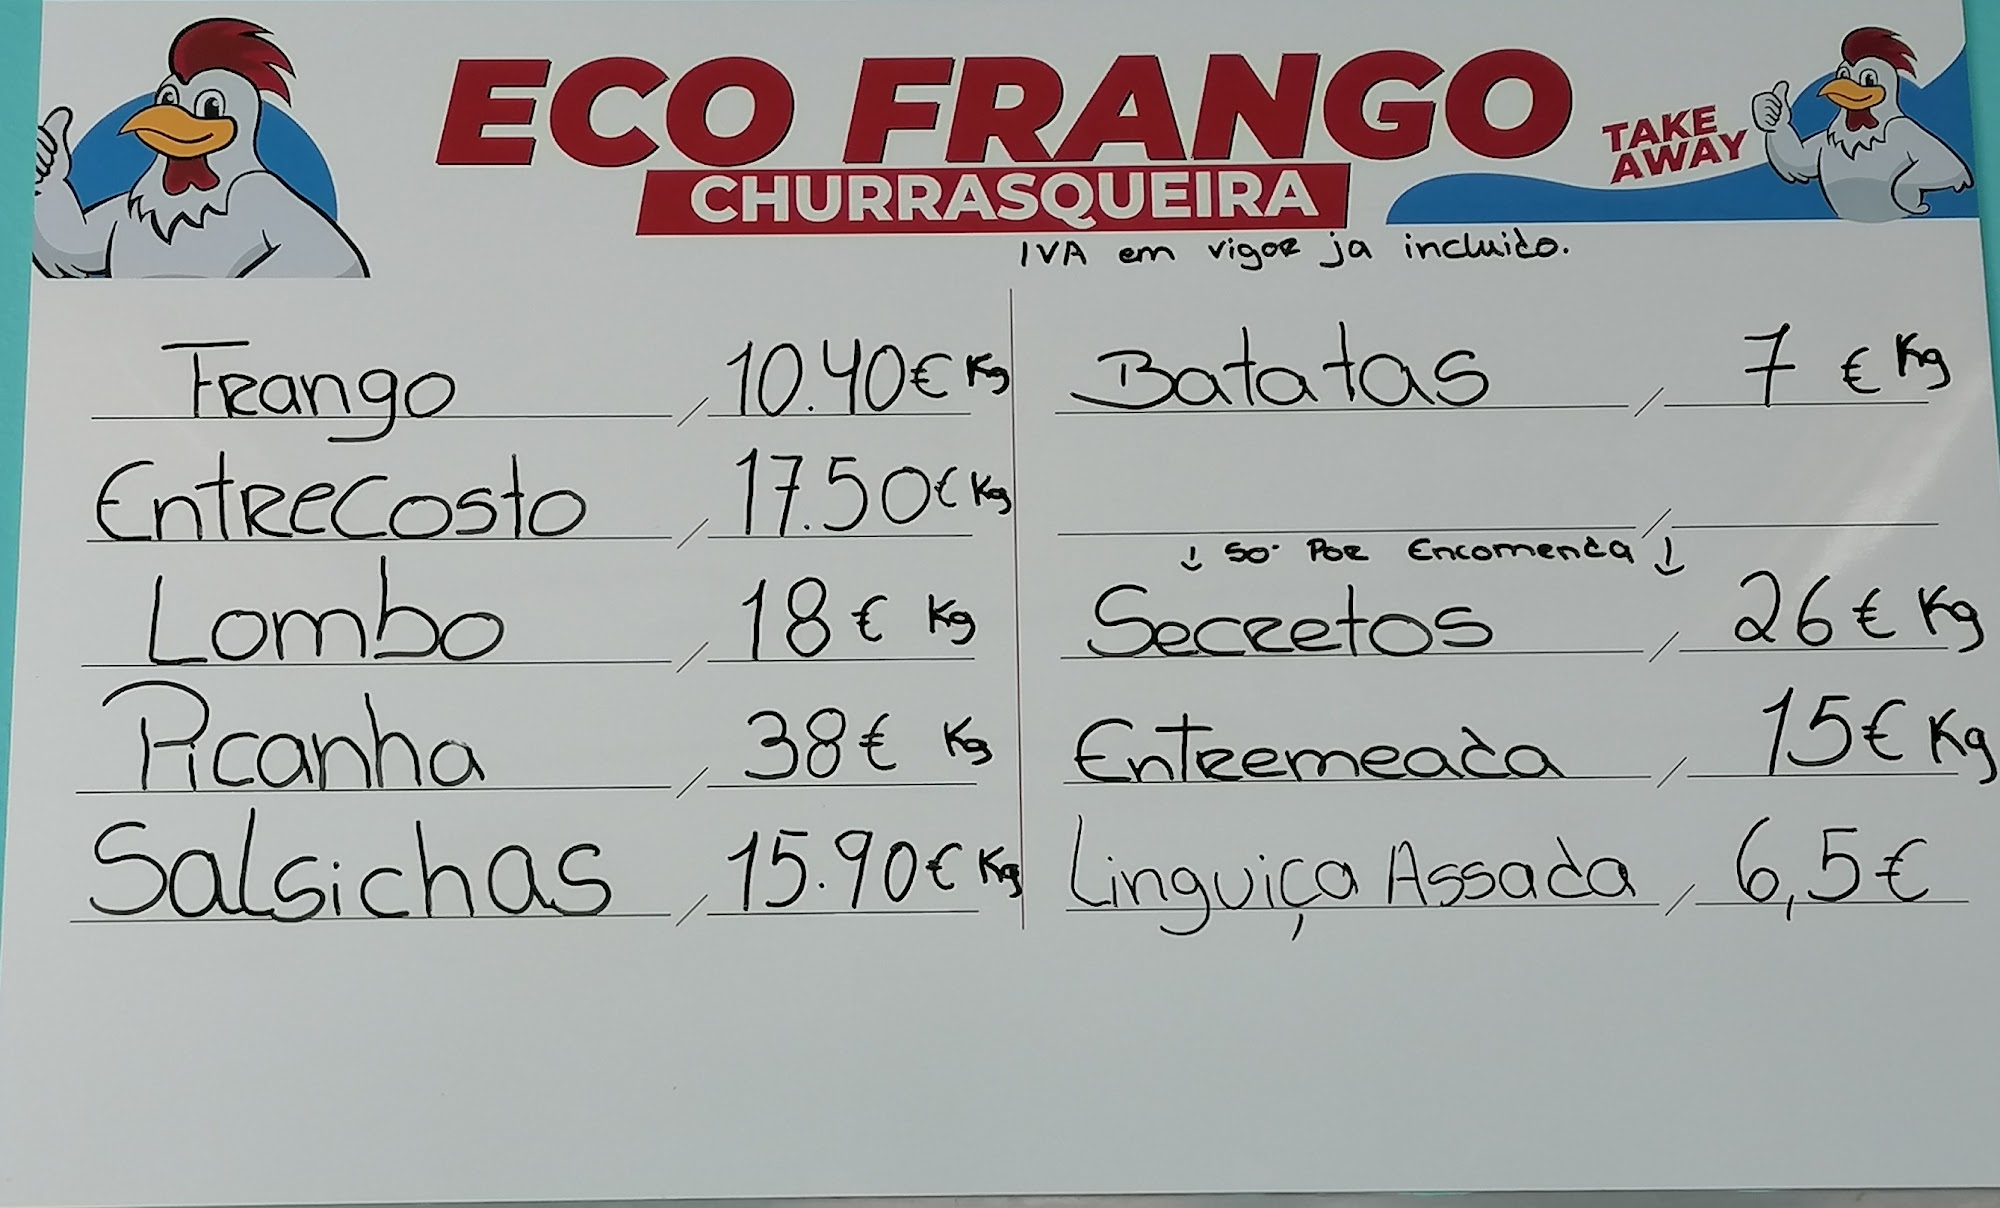 ECO FRANGO
CHURRASQUEIRA
TAKE
AWAY
IVA em vigor ja incluido.
Frango 10.40€ Kg
Entrecosto 17.50€ Kg
Lombo 18€ Kg
Picanha 38€ Kg
Salsichas 15.90€ Kg
Batatas 7 € Kg
↓ Só Por Encomenda ↓
Secretos 26€ Kg
Entremeada 15€ Kg
Linguiça Assada 6,5€